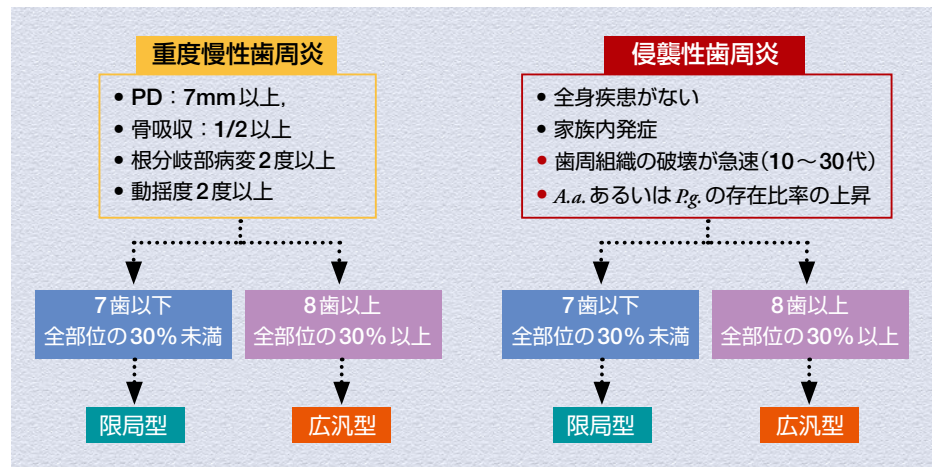 重度慢性歯周炎
• PD：7mm以上，
• 骨吸収：1/2以上
• 根分岐部病変2度以上
• 動揺度2度以上
7歯以下
全部位の30％未満
8歯以上
全部位の30％以上
限局型
広汎型
侵襲性歯周炎
• 全身疾患がない
• 家族内発症
• 歯周組織の破壊が急速（10〜30代）
• A.a.あるいはP.g.の存在比率の上昇
7歯以下
全部位の30％未満
8歯以上
全部位の30％以上
限局型
広汎型